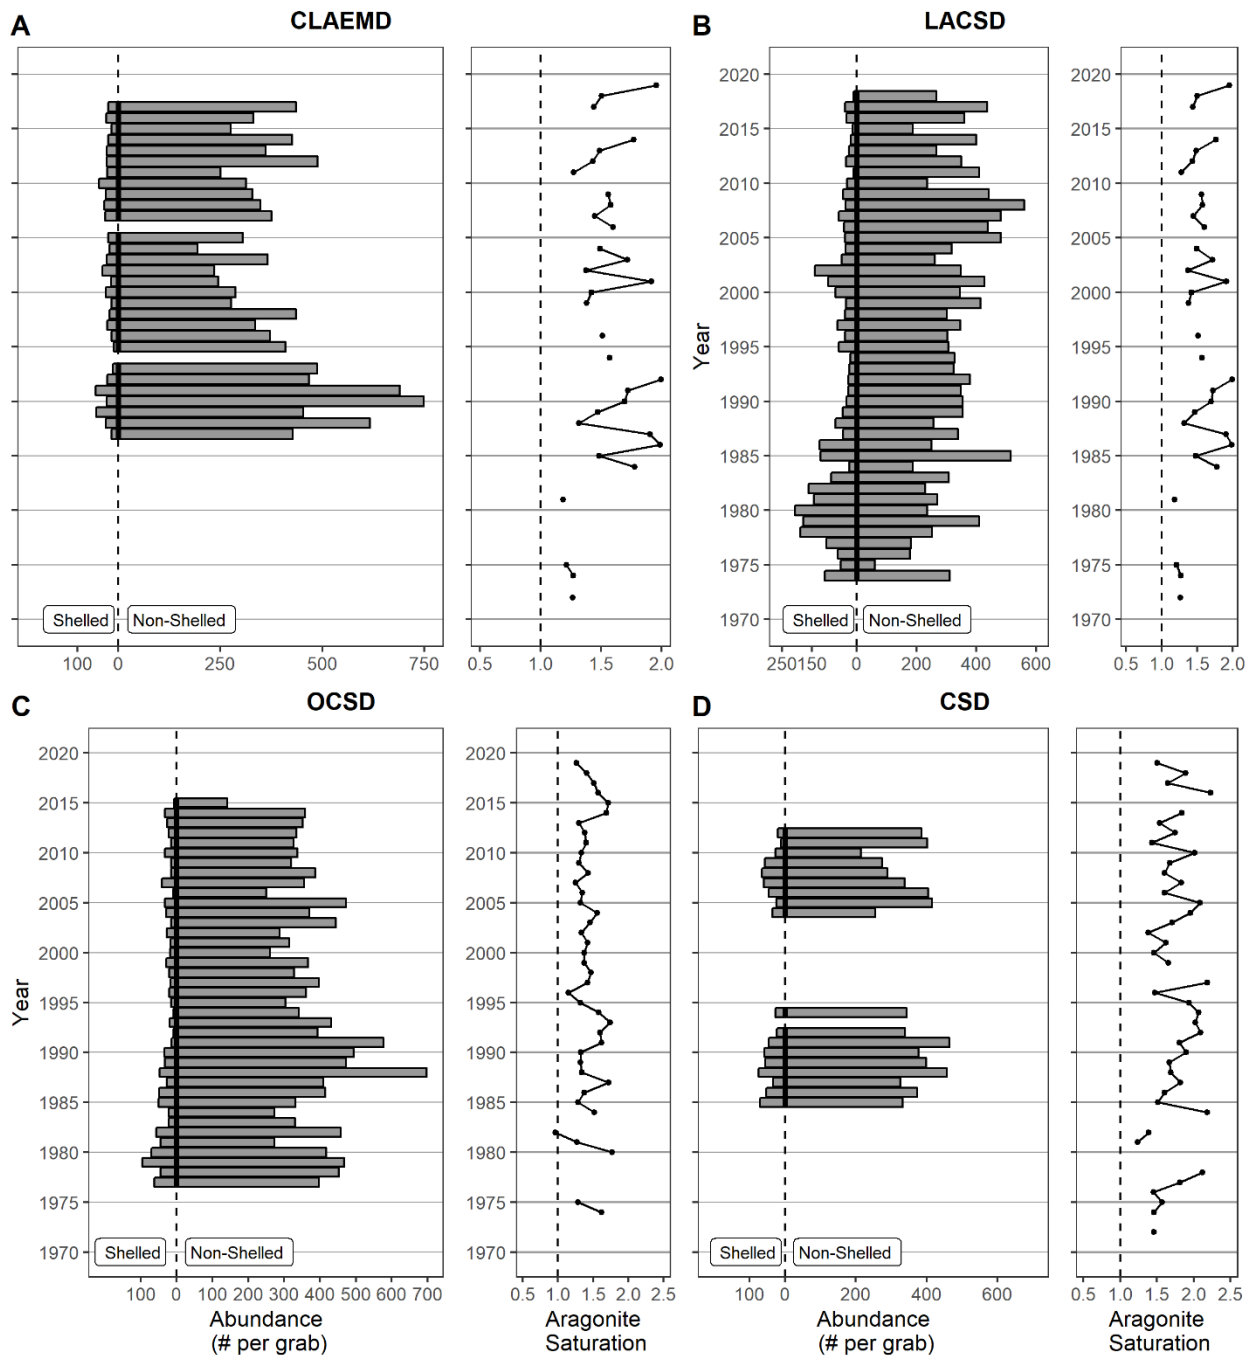 A
CLAEMD
B
LACSD
2020
2015
2010
2005
2000
1995
1990
1985
1980
1975
1970
Year
2020
2015
2010
2005
2000
1995
1990
1985
1980
1975
1970
Shelled
Non-Shelled
Shelled
Non-Shelled
100 0 250 500 750
0.5 1.0 1.5 2.0
250150 0 200 400 600
0.5 1.0 1.5 2.0
C
OCSD
D
CSD
2020
2015
2010
2005
2000
1995
1990
1985
1980
1975
1970
Year
2020
2015
2010
2005
2000
1995
1990
1985
1980
1975
1970
Shelled
Non-Shelled
Shelled
Non-Shelled
100 0 100 200 300 400 500 600 700
0.5 1.0 1.5 2.0 2.5
100 0 200 400 600
0.5 1.0 1.5 2.0 2.5
Abundance
(# per grab)
Aragonite
Saturation
Abundance
(# per grab)
Aragonite
Saturation